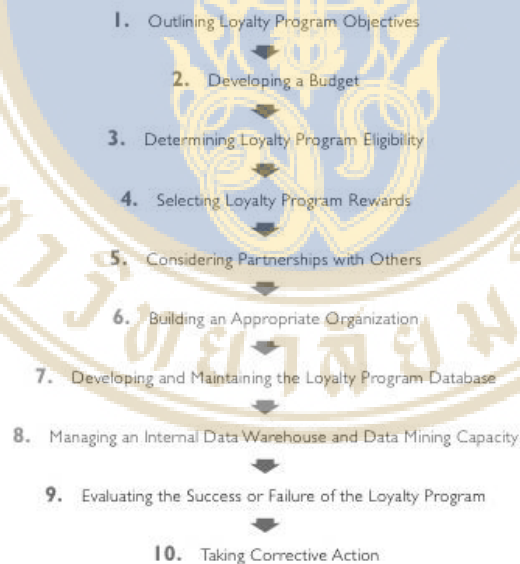 1. Outlining Loyalty Program Objectives
2. Developing a Budget
3. Determining Loyalty Program Eligibility
4. Selecting Loyalty Program Rewards
5. Considering Partnerships with Others
6. Building an Appropriate Organization
7. Developing and Maintaining the Loyalty Program Database
8. Managing an Internal Data Warehouse and Data Mining Capacity
9. Evaluating the Success or Failure of the Loyalty Program
10. Taking Corrective Action